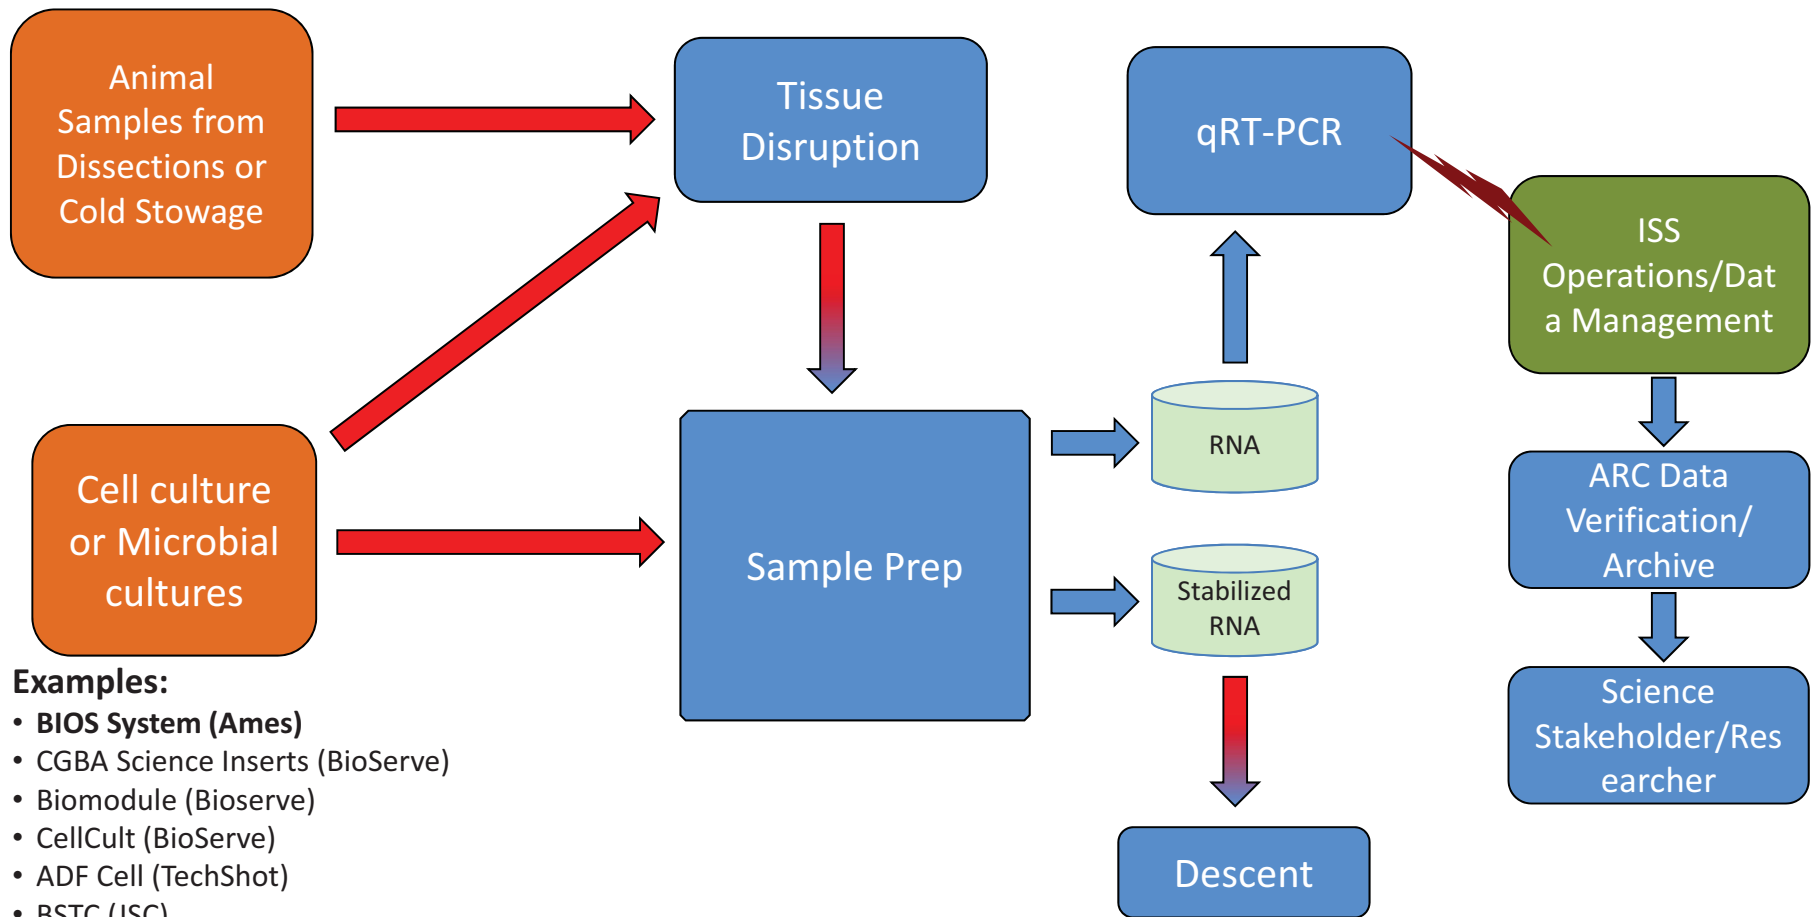 Animal
Samples from
Dissections or
Cold Stowage
Tissue
Disruption
qRT-PCR
ISS
Operations/Dat
a Management
Cell culture
or Microbial
cultures
Sample Prep
RNA
Stabilized
RNA
ARC Data
Verification/
Archive
Science
Stakeholder/Res
earcher
Descent
Examples:
• BIOS System (Ames)
• CGBA Science Inserts (BioServe)
• Biomodule (Bioserve)
• CellCult (BioServe)
• ADF Cell (TechShot)
• BSTC (JSC)